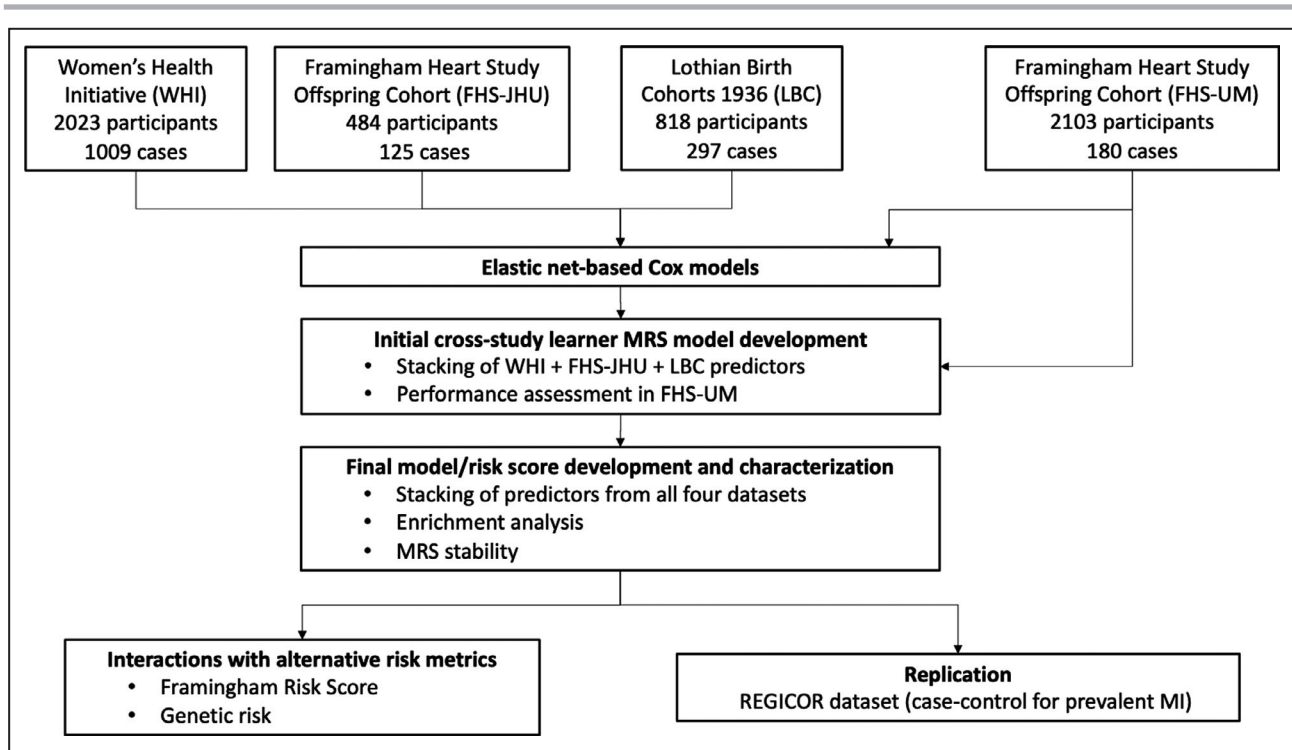 Women's Health
Initiative (WHI)
2023 participants
1009 cases
Framingham Heart Study
Offspring Cohort (FHS-JHU)
484 participants
125 cases
Lothian Birth
Cohorts 1936 (LBC)
818 participants
297 cases
Framingham Heart Study
Offspring Cohort (FHS-UM)
2103 participants
180 cases
Elastic net-based Cox models
Initial cross-study learner MRS model development
• Stacking of WHI + FHS-JHU + LBC predictors
• Performance assessment in FHS-UM
Final model/risk score development and characterization
• Stacking of predictors from all four datasets
• Enrichment analysis
• MRS stability
Interactions with alternative risk metrics
• Framingham Risk Score
• Genetic risk
Replication
REGICOR dataset (case-control for prevalent MI)